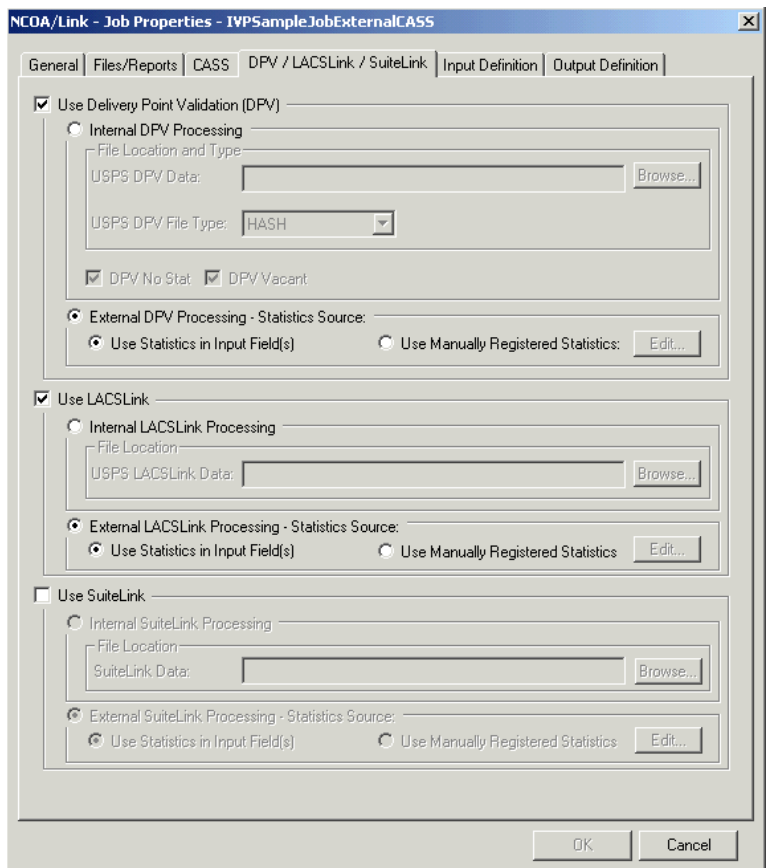 NCOA/Link - Job Properties - IVPSampleJobExternalCASS
General Files/Reports CASS DPV / LACSLink / SuiteLink Input Definition Output Definition
Use Delivery Point Validation (DPV)
Internal DPV Processing
File Location and Type
USPS DPV Data: Browse...
USPS DPV File Type: HASH
DPV No Stat DPV Vacant
External DPV Processing - Statistics Source:
Use Statistics in Input Field(s) Use Manually Registered Statistics: Edit...
Use LACSLink
Internal LACSLink Processing
File Location
USPS LACSLink Data: Browse...
External LACSLink Processing - Statistics Source:
Use Statistics in Input Field(s) Use Manually Registered Statistics Edit...
Use SuiteLink
Internal SuiteLink Processing
File Location
SuiteLink Data: Browse...
External SuiteLink Processing - Statistics Source:
Use Statistics in Input Field(s) Use Manually Registered Statistics Edit...
OK Cancel